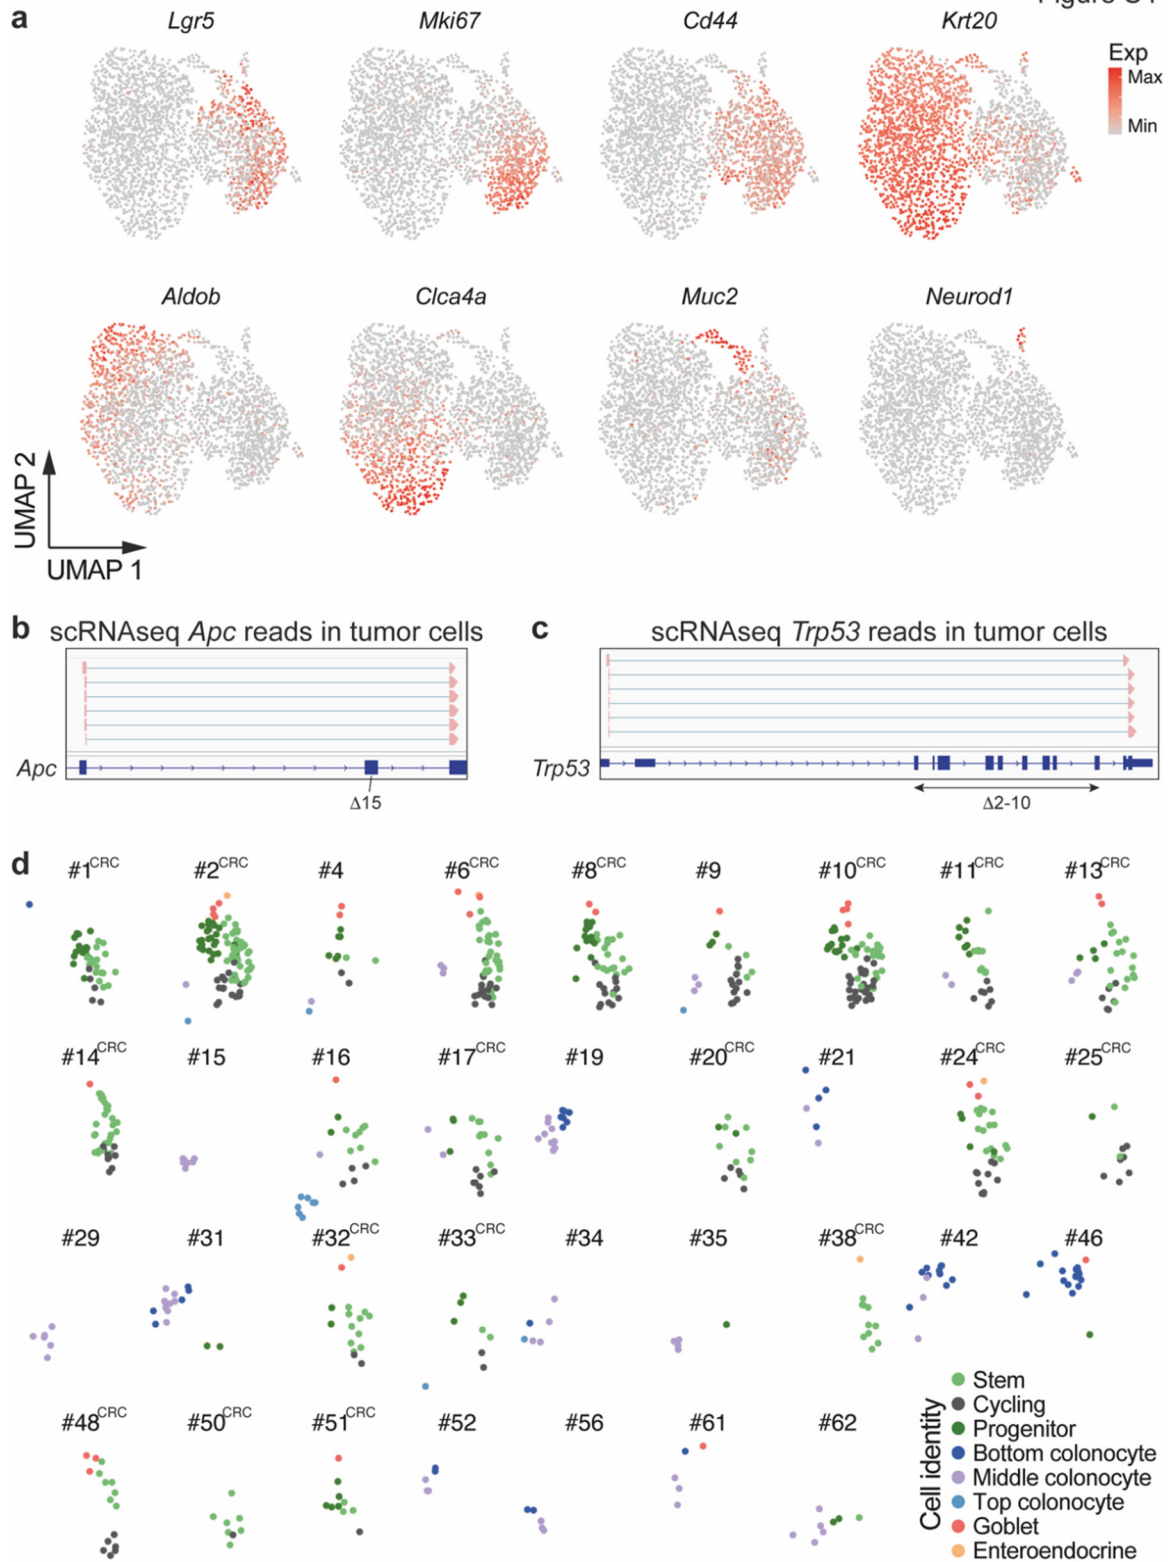 a
Lgr5 Mki67 Cd44 Krt20
Exp
Max
Min
Aldob Clca4a Muc2 Neurod1
UMAP 2
UMAP 1
b scRNAseq Apc reads in tumor cells
Apc
Δ15
c scRNAseq Trp53 reads in tumor cells
Trp53
Δ2-10
d
#1CRC #2CRC #4 #6CRC #8CRC #9 #10CRC #11CRC #13CRC
#14CRC #15 #16 #17CRC #19 #20CRC #21 #24CRC #25CRC
#29 #31 #32CRC #33CRC #34 #35 #38CRC #42 #46
#48CRC #50CRC #51CRC #52 #56 #61 #62
Cell identity
Stem
Cycling
Progenitor
Bottom colonocyte
Middle colonocyte
Top colonocyte
Goblet
Enteroendocrine